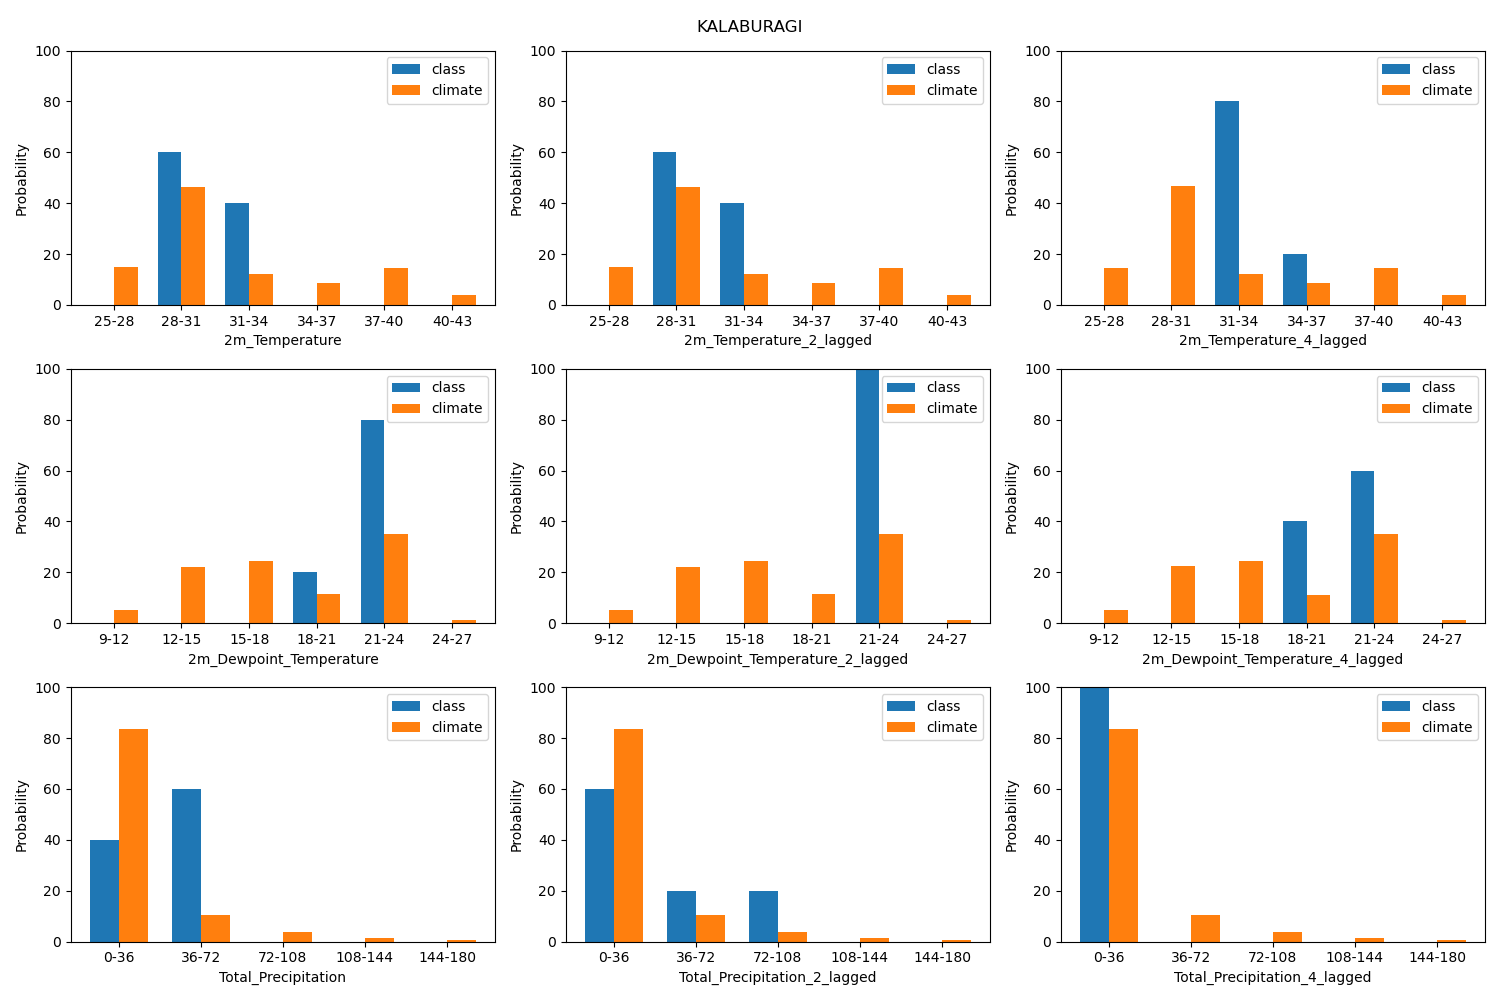 KALABURAGI
100
80
60
40
20
0
Probability
class
climate
25-28 28-31 31-34 34-37 37-40 40-43
2m_Temperature
100
80
60
40
20
0
Probability
class
climate
25-28 28-31 31-34 34-37 37-40 40-43
2m_Temperature_2_lagged
100
80
60
40
20
0
Probability
class
climate
25-28 28-31 31-34 34-37 37-40 40-43
2m_Temperature_4_lagged
100
80
60
40
20
0
Probability
class
climate
9-12 12-15 15-18 18-21 21-24 24-27
2m_Dewpoint_Temperature
100
80
60
40
20
0
Probability
class
climate
9-12 12-15 15-18 18-21 21-24 24-27
2m_Dewpoint_Temperature_2_lagged
100
80
60
40
20
0
Probability
class
climate
9-12 12-15 15-18 18-21 21-24 24-27
2m_Dewpoint_Temperature_4_lagged
100
80
60
40
20
0
Probability
class
climate
0-36 36-72 72-108 108-144 144-180
Total_Precipitation
100
80
60
40
20
0
Probability
class
climate
0-36 36-72 72-108 108-144 144-180
Total_Precipitation_2_lagged
100
80
60
40
20
0
Probability
class
climate
0-36 36-72 72-108 108-144 144-180
Total_Precipitation_4_lagged